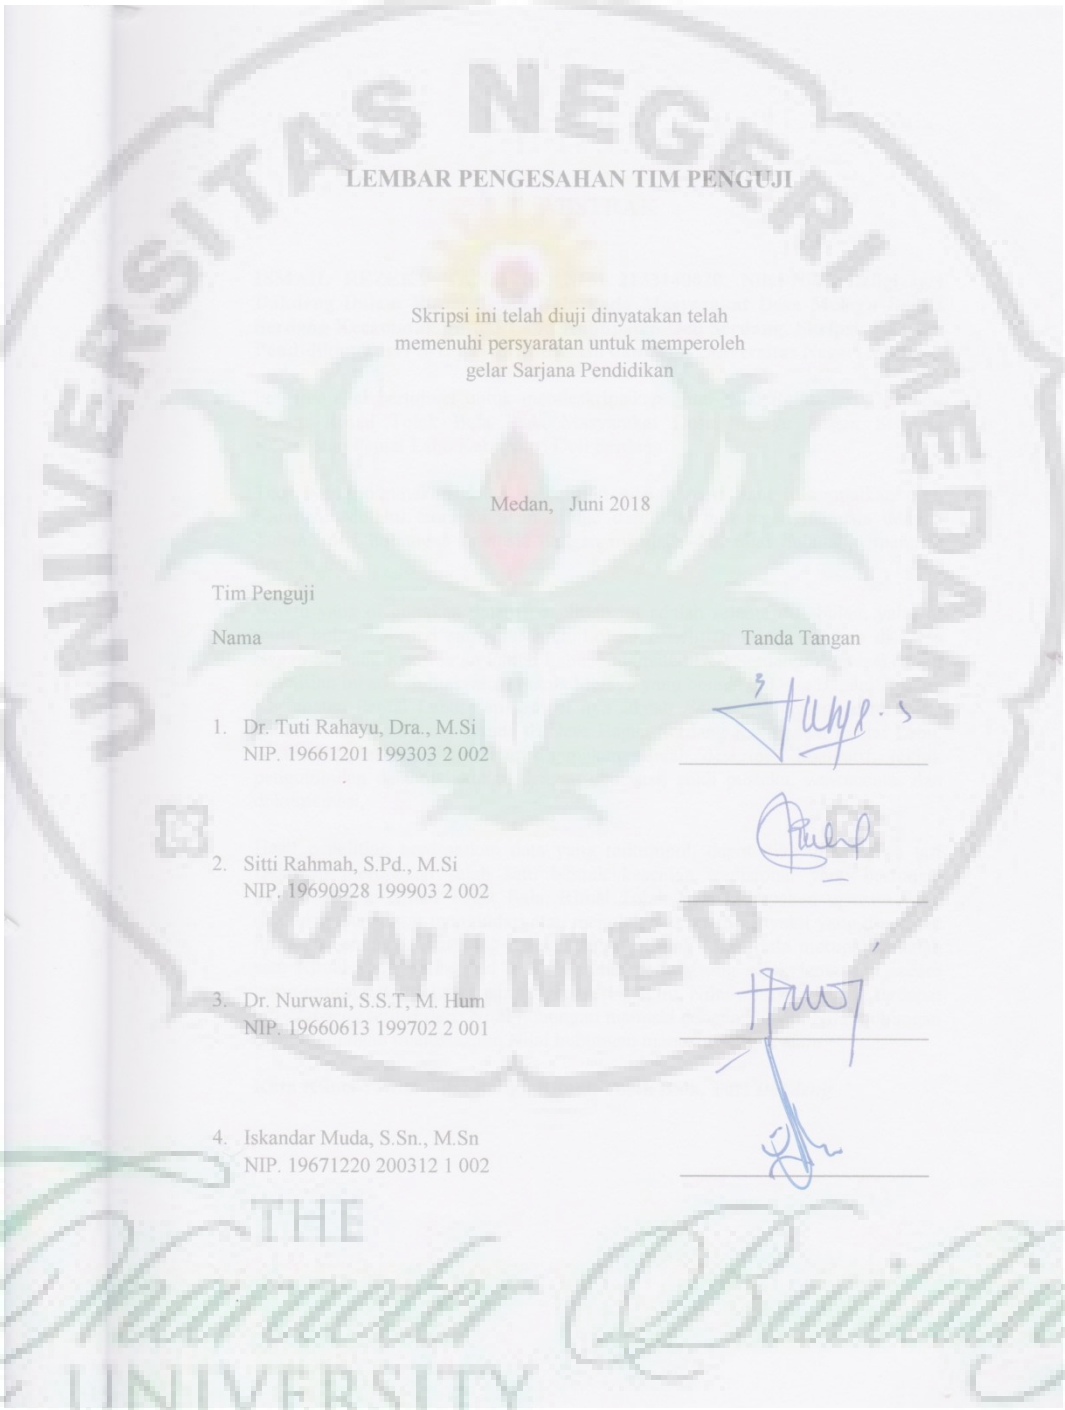 UNIVERSITAS NEGERI MEDAN
LEMBAR PENGESAHAN TIM PENGUJI
Skripsi ini telah diuji dinyatakan telah
memenuhi persyaratan untuk memperoleh
gelar Sarjana Pendidikan
Medan, Juni 2018
Tim Penguji
Nama Tanda Tangan
1. Dr. Tuti Rahayu, Dra., M.Si
NIP. 19661201 199303 2 002
2. Sitti Rahmah, S.Pd., M.Si
NIP. 19690928 199903 2 002
UNIMED
3. Dr. Nurwani, S.S.T, M. Hum
NIP. 19660613 199702 2 001
4. Iskandar Muda, S.Sn., M.Sn
NIP. 19671220 200312 1 002
THE
Character Building
UNIVERSITY